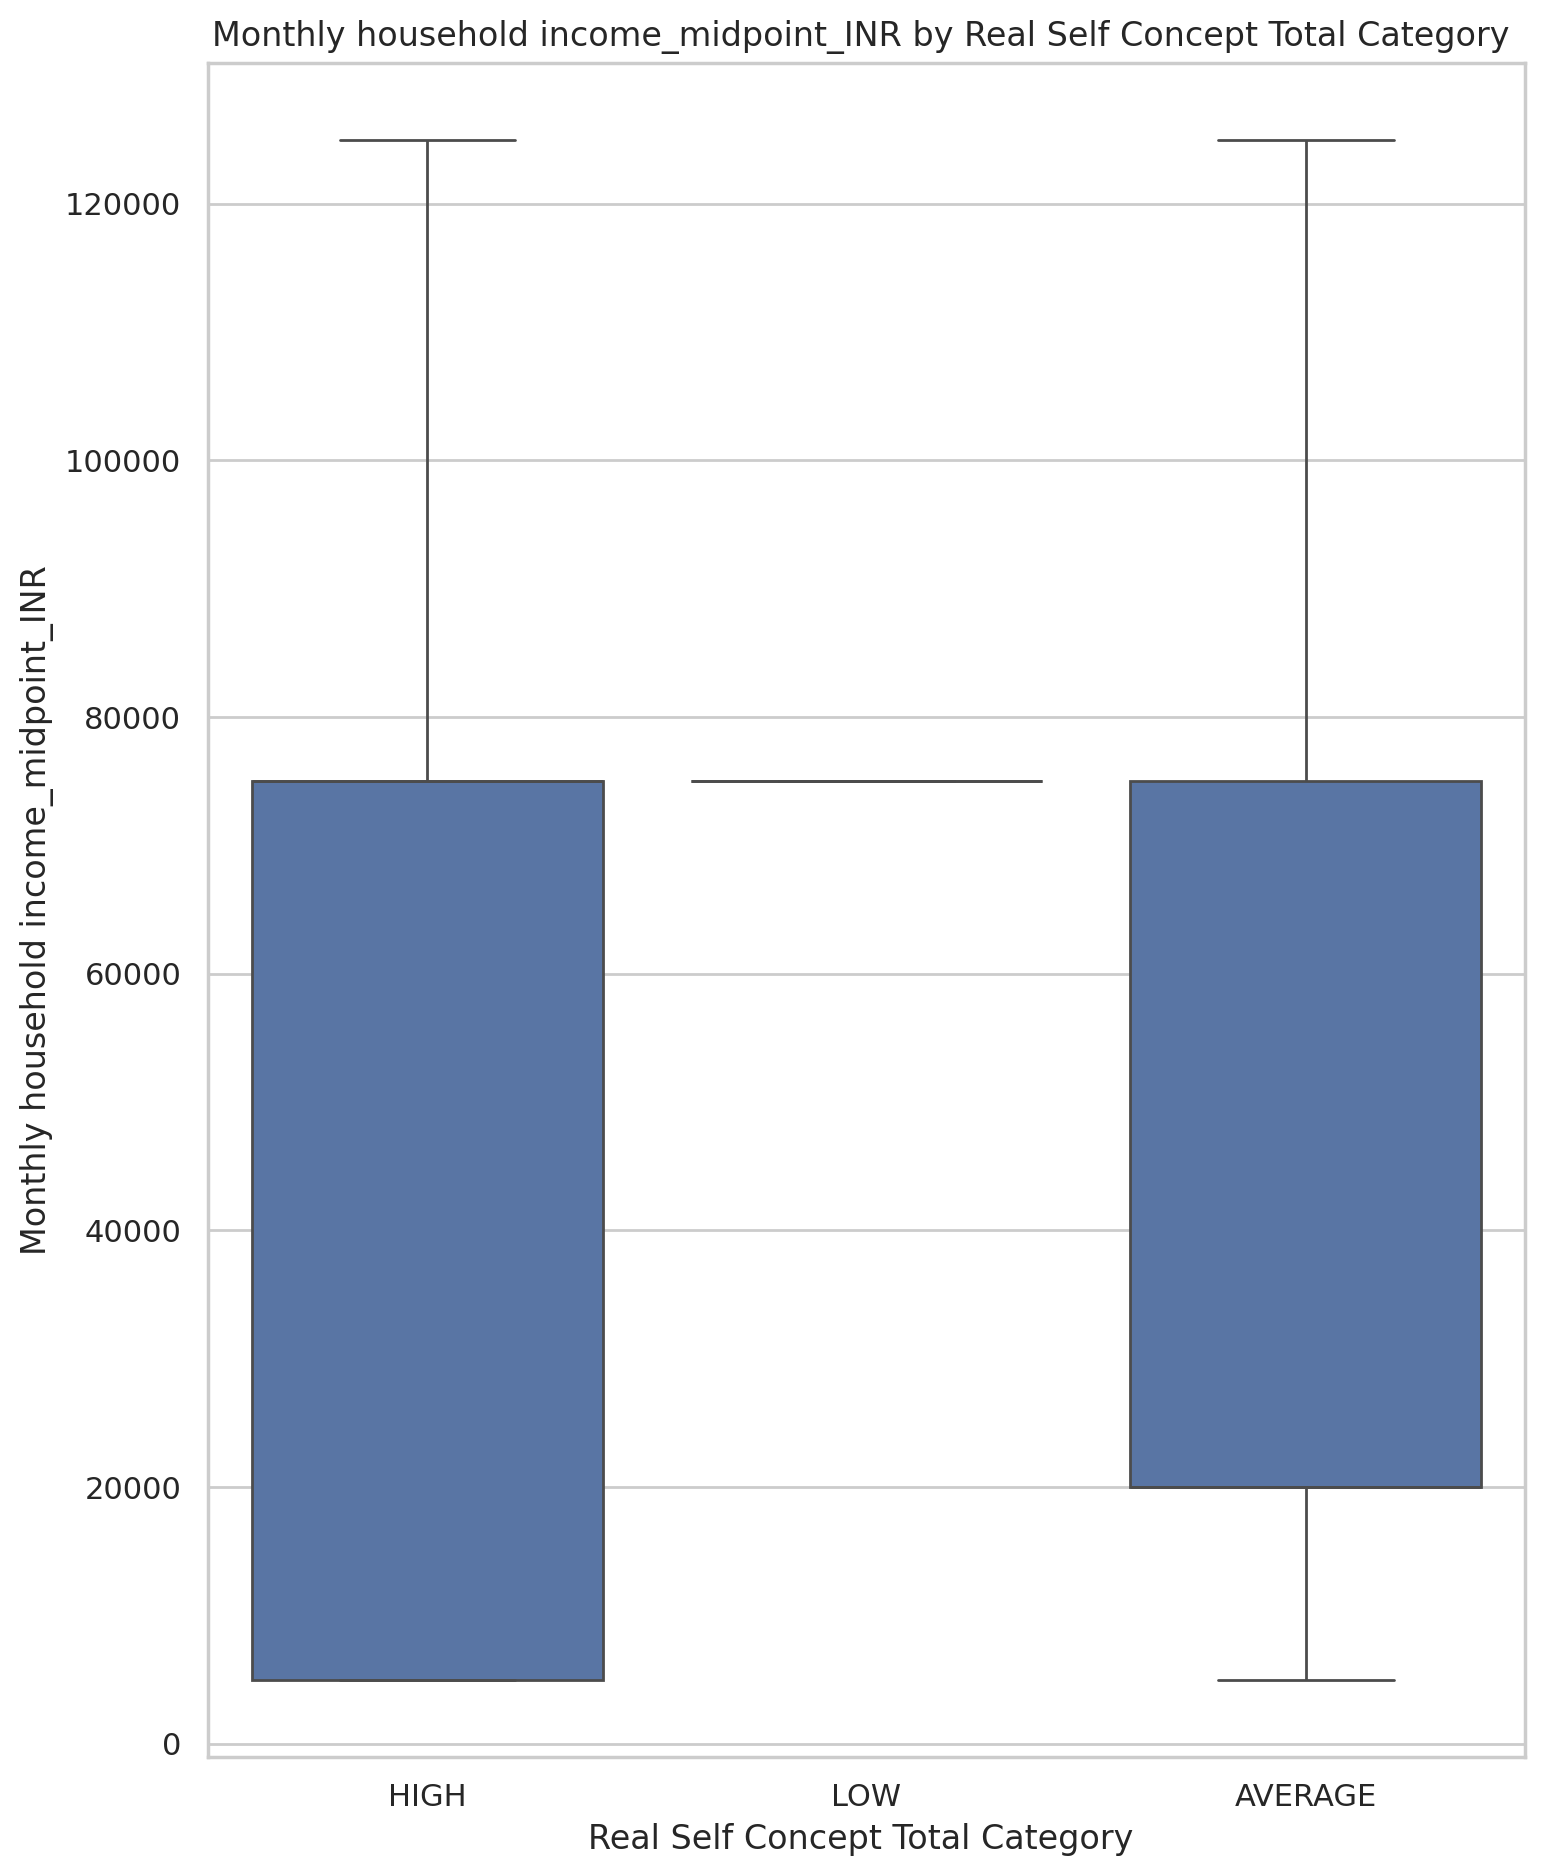 Monthly household income_midpoint_INR by Real Self Concept Total Category
Monthly household income_midpoint_INR
120000
100000
80000
60000
40000
20000
0
HIGH LOW AVERAGE
Real Self Concept Total Category